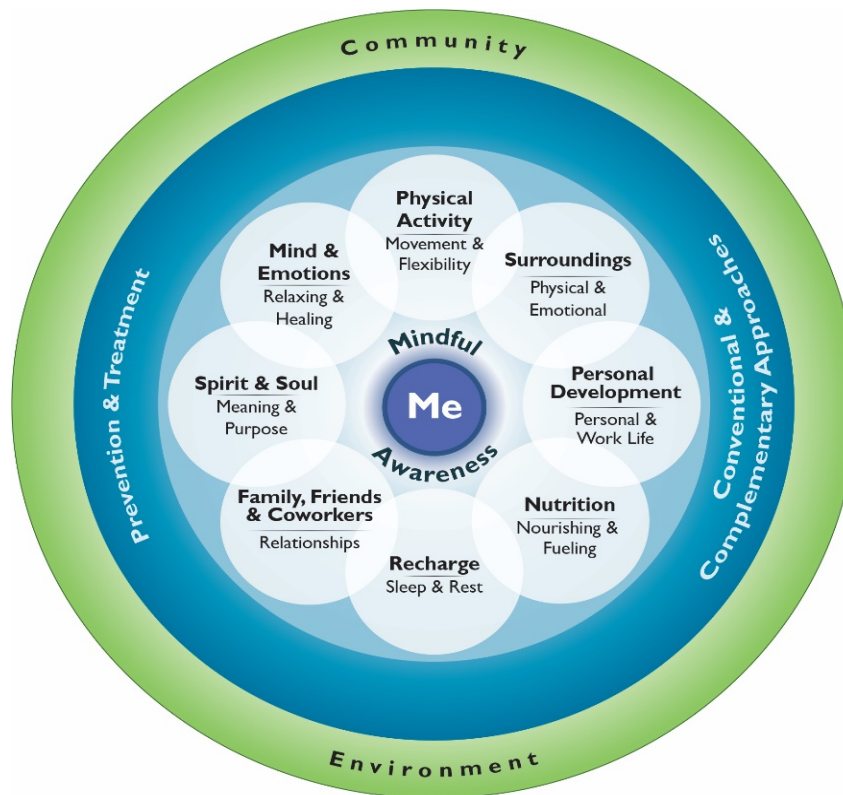 Community
Prevention & Treatment
Conventional &
Complementary Approaches
Physical
Activity
Movement &
Flexibility
Surroundings
Physical &
Emotional
Personal
Development
Personal &
Work Life
Nutrition
Nourishing &
Fueling
Recharge
Sleep & Rest
Family, Friends
& Coworkers
Relationships
Spirit & Soul
Meaning &
Purpose
Mind &
Emotions
Relaxing &
Healing
Mindful
Me
Awareness
Environment